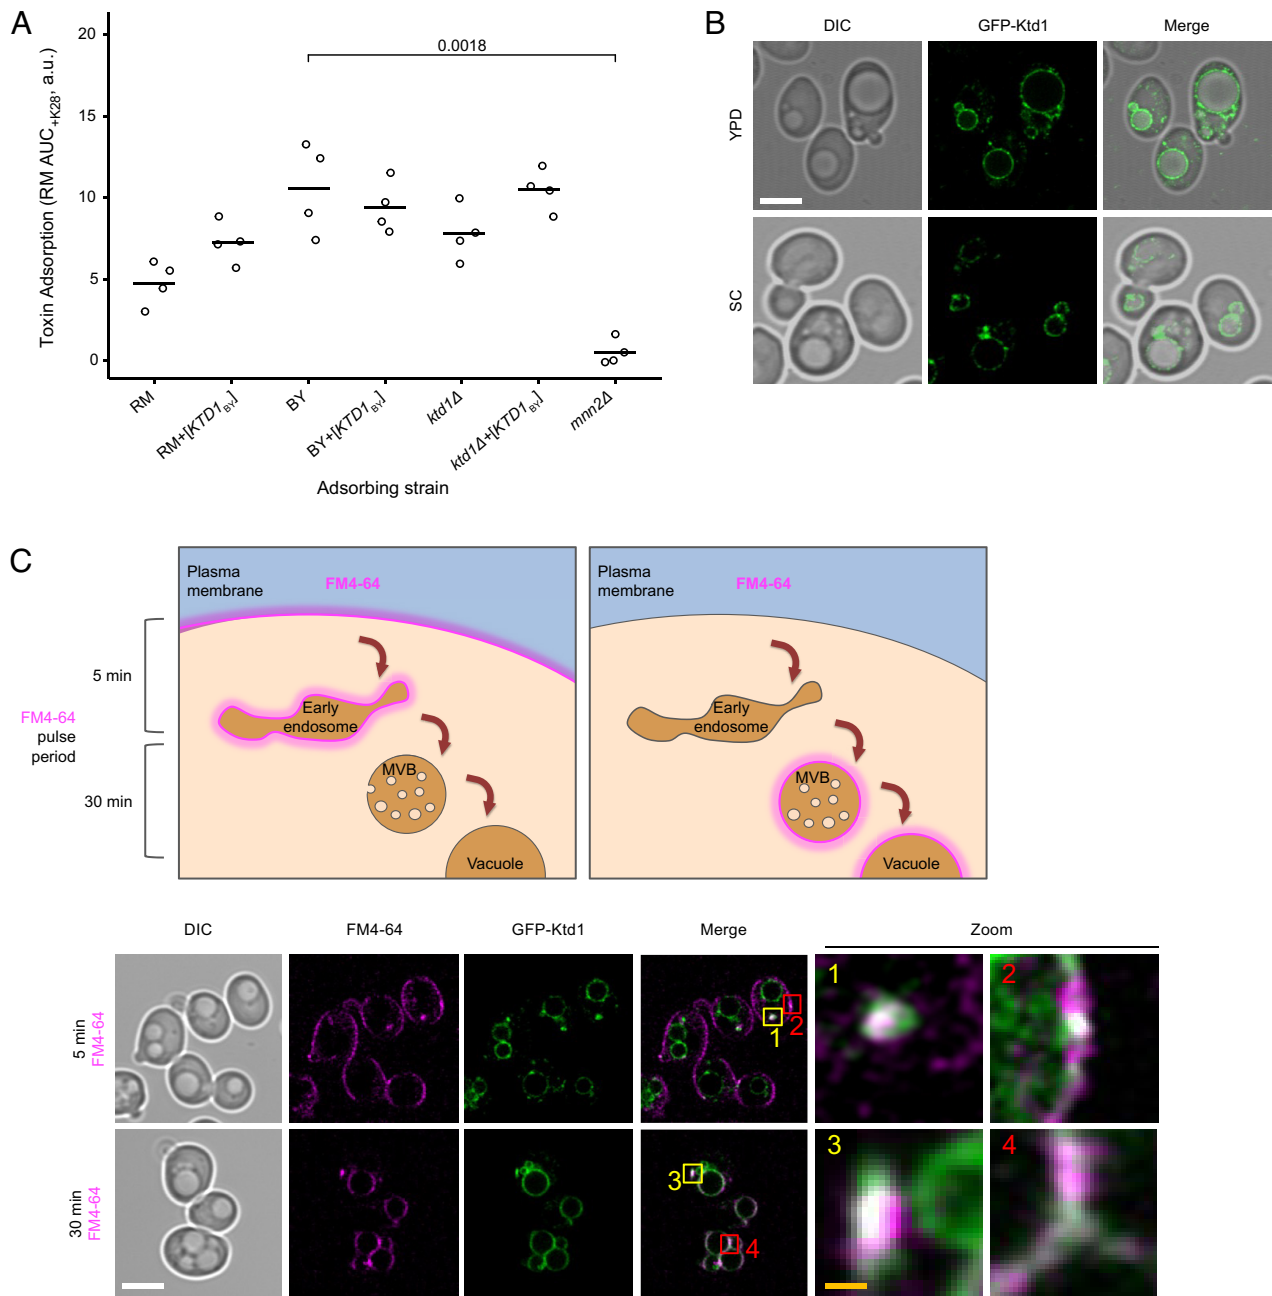 A
Toxin Adsorption (RM AUC+K28, a.u.)
20
15
10
5
0
0.0018
RM
RM+[KTD1BY]
BY
BY+[KTD1BY]
ktd1Δ
ktd1Δ+[KTD1BY]
mnn2Δ
Adsorbing strain
B
DIC
GFP-Ktd1
Merge
YPD
SC
C
Plasma
membrane
FM4-64
Early
endosome
MVB
Vacuole
Plasma
membrane
FM4-64
Early
endosome
MVB
Vacuole
5 min
FM4-64
pulse
period
30 min
DIC
FM4-64
GFP-Ktd1
Merge
Zoom
5 min
FM4-64
1
2
1
2
30 min
FM4-64
3
4
3
4